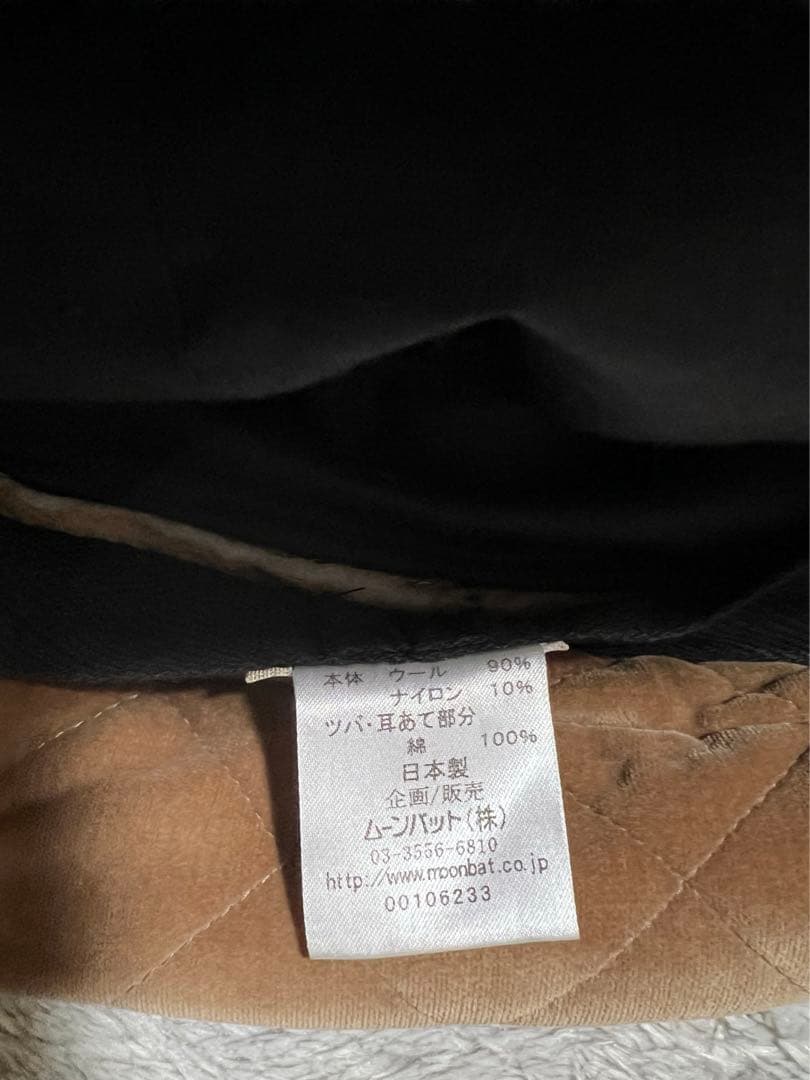 本体 ウール 90%
ナイロン 10%
ツバ・耳あて部分
綿 100%
日本製
企画/販売
ムーンバット(株)
03-3556-6810
http://www.moonbat.co.jp
00106233